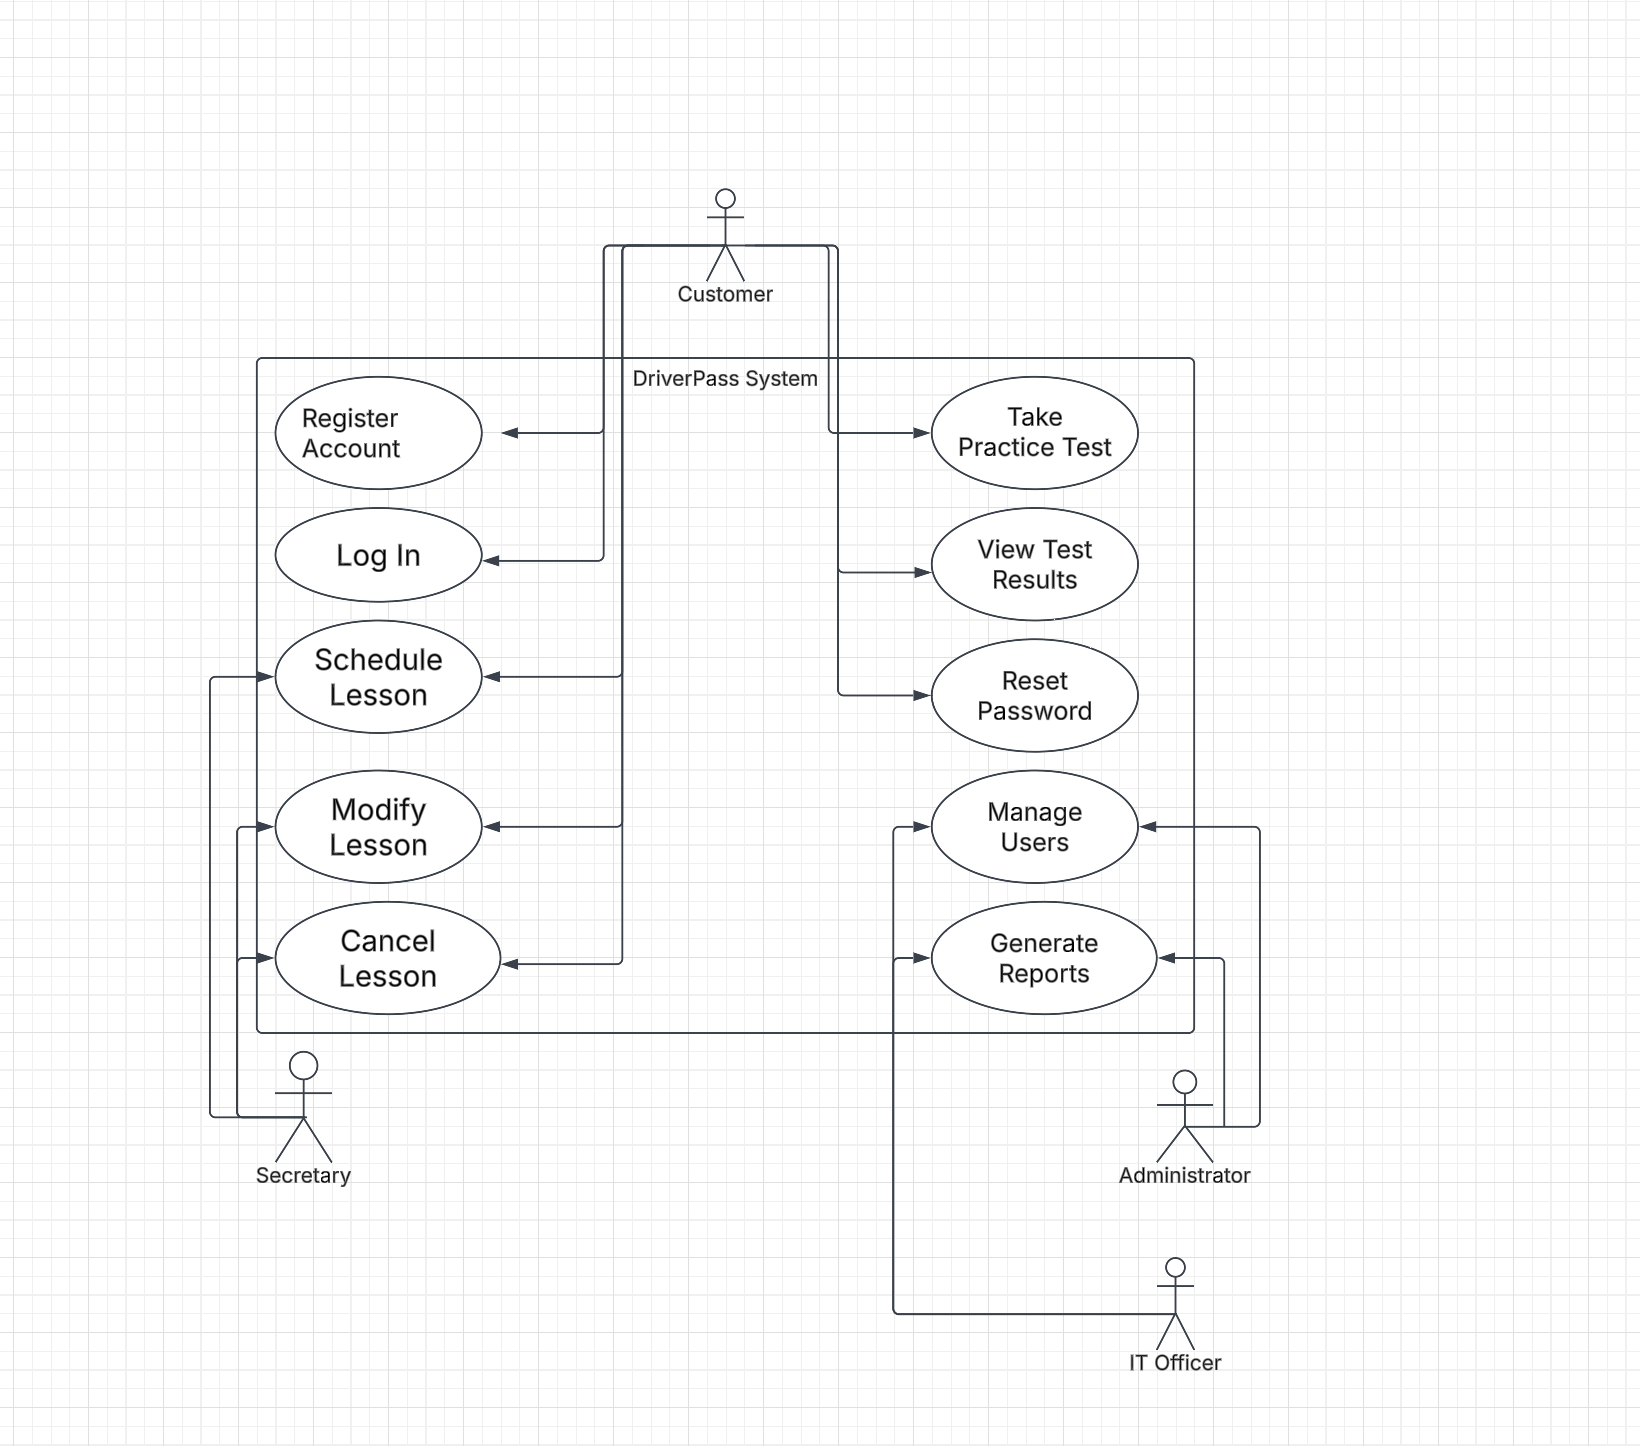 Customer
DriverPass System
Register
Account
Log In
Schedule
Lesson
Modify
Lesson
Cancel
Lesson
Take
Practice Test
View Test
Results
Reset
Password
Manage
Users
Generate
Reports
Secretary
Administrator
IT Officer